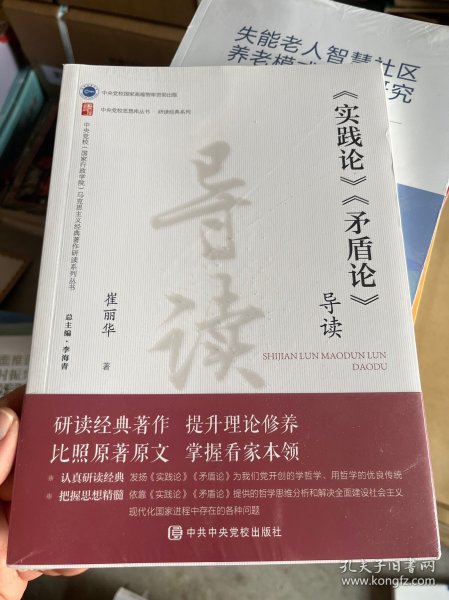 失能老人智慧社区
养老模
究
中央党校国家高端智库资助出版
中央党校思想库丛书·研读经典系列
中央党校(国家行政学院)马克思主义经典著作研读系列丛书
总主编·李海青
《实践论》《矛盾论》
导读
导读
SHIJIAN LUN MAODUN LUN
DAODU
崔丽华
著
研读经典著作 提升理论修养
比照原著原文 掌握看家本领
认真研读经典 发扬《实践论》《矛盾论》为我们党开创的学哲学、用哲学的优良传统
把握思想精髓 依靠《实践论》《矛盾论》提供的哲学思维分析和解决全面建设社会主义
现代化国家进程中存在的各种问题
中共中央党校出版社
孔夫子旧书网
www.kongfz.com